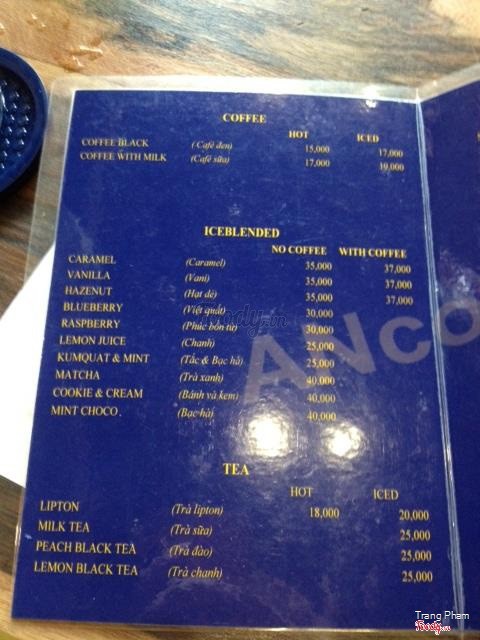 COFFEE
HOT ICED
COFFEE BLACK (Café đen) 15,000 17,000
COFFEE WITH MILK (Café sữa) 17,000 19,000
ICEBLENDED
NO COFFEE WITH COFFEE
CARAMEL (Caramel) 35,000 37,000
VANILLA (Vani) 35,000 37,000
HAZENUT (Hạt dẻ) 35,000 37,000
BLUEBERRY (Việt quất) 30,000
RASPBERRY (Phúc bồn tử) 30,000
LEMON JUICE (Chanh) 25,000
KUMQUAT & MINT (Tắc & Bạc hà) 25,000
MATCHA (Trà xanh) 40,000
COOKIE & CREAM (Bánh và kem) 40,000
MINT CHOCO. (Bạc hà) 40,000
ANCO
TEA
HOT ICED
LIPTON (Trà lipton) 18,000 20,000
MILK TEA (Trà sữa) 25,000
PEACH BLACK TEA (Trà đào) 25,000
LEMON BLACK TEA (Trà chanh) 25,000
Trang Pham
Foody.vn